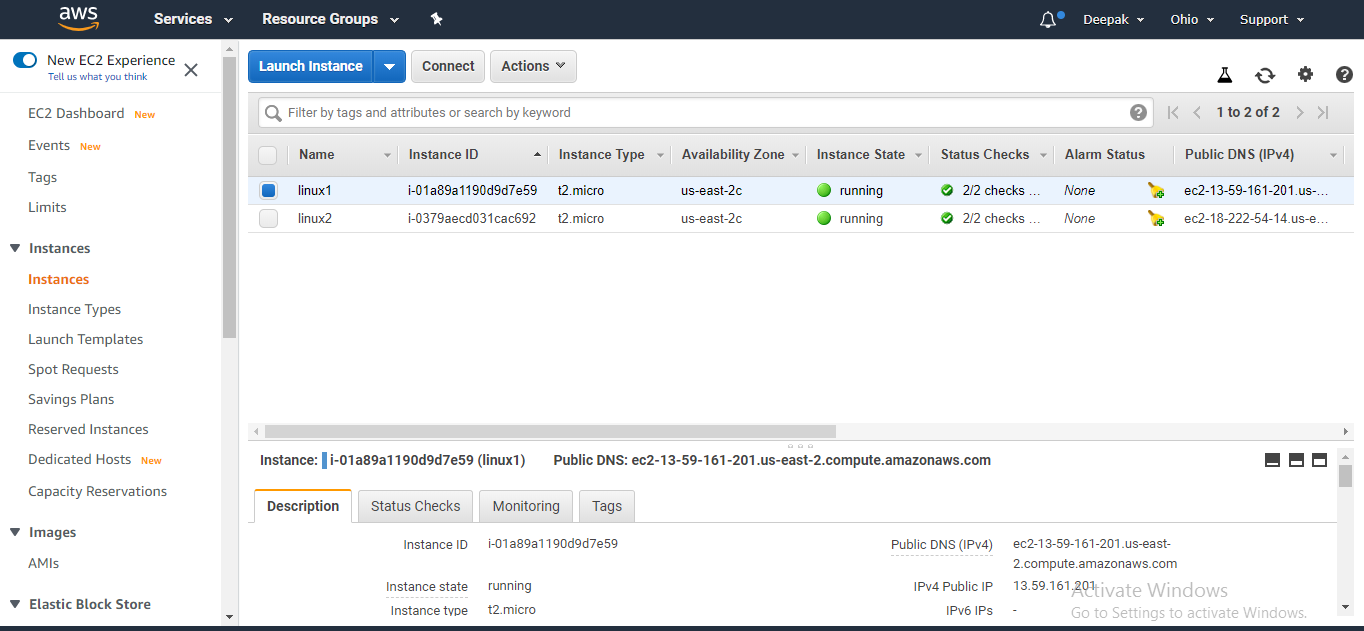 aws Services Resource Groups Deepak Ohio Support
New EC2 Experience
Tell us what you think
EC2 Dashboard New
Events New
Tags
Limits
Instances
Instances
Instance Types
Launch Templates
Spot Requests
Savings Plans
Reserved Instances
Dedicated Hosts New
Capacity Reservations
Images
AMIs
Elastic Block Store
Launch Instance Connect Actions
Filter by tags and attributes or search by keyword ? 1 to 2 of 2
Name Instance ID Instance Type Availability Zone Instance State Status Checks Alarm Status Public DNS (IPv4)
linux1 i-01a89a1190d9d7e59 t2.micro us-east-2c running 2/2 checks ... None ec2-13-59-161-201.us-...
linux2 i-0379aecd031cac692 t2.micro us-east-2c running 2/2 checks ... None ec2-18-222-54-14.us-e...
Instance: i-01a89a1190d9d7e59 (linux1) Public DNS: ec2-13-59-161-201.us-east-2.compute.amazonaws.com
Description Status Checks Monitoring Tags
Instance ID i-01a89a1190d9d7e59 Public DNS (IPv4) ec2-13-59-161-201.us-east-
2.compute.amazonaws.com
Instance state running IPv4 Public IP 13.59.161.201
Instance type t2.micro IPv6 IPs -
Activate Windows
Go to Settings to activate Windows.